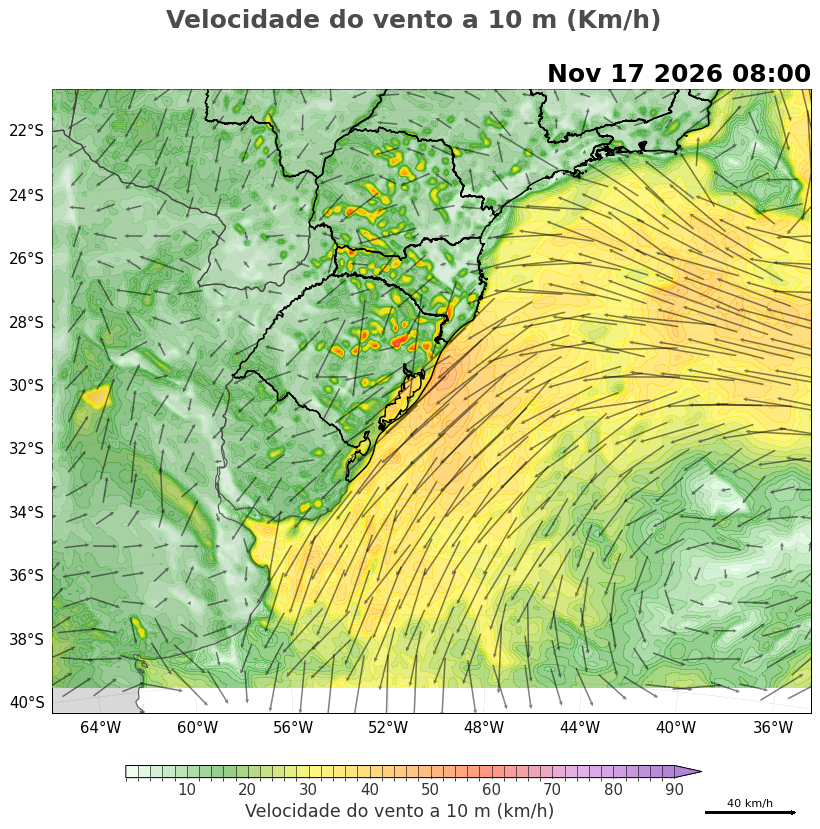 Velocidade do vento a 10 m (Km/h)
Nov 17 2026 08:00
22°S
24°S
26°S
28°S
30°S
32°S
34°S
36°S
38°S
40°S
64°W 60°W 56°W 52°W 48°W 44°W 40°W 36°W
10 20 30 40 50 60 70 80 90
Velocidade do vento a 10 m (km/h)
40 km/h